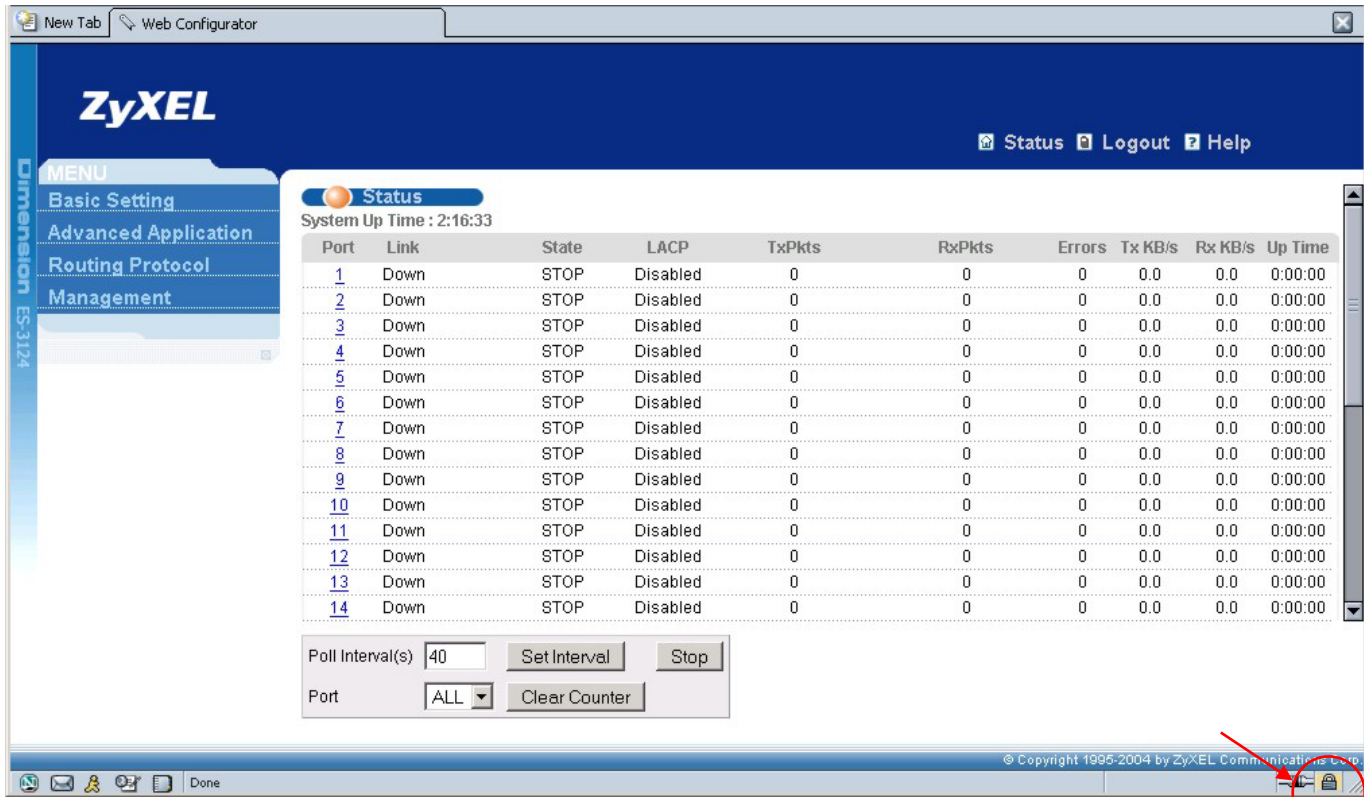 New Tab Web Configurator
ZyXEL
Status Logout Help
Dimension ES-3124
MENU
Basic Setting
Advanced Application
Routing Protocol
Management
Status
System Up Time : 2:16:33
Port Link State LACP TxPkts RxPkts Errors Tx KB/s Rx KB/s Up Time
1 Down STOP Disabled 0 0 0 0.0 0.0 0:00:00
2 Down STOP Disabled 0 0 0 0.0 0.0 0:00:00
3 Down STOP Disabled 0 0 0 0.0 0.0 0:00:00
4 Down STOP Disabled 0 0 0 0.0 0.0 0:00:00
5 Down STOP Disabled 0 0 0 0.0 0.0 0:00:00
6 Down STOP Disabled 0 0 0 0.0 0.0 0:00:00
7 Down STOP Disabled 0 0 0 0.0 0.0 0:00:00
8 Down STOP Disabled 0 0 0 0.0 0.0 0:00:00
9 Down STOP Disabled 0 0 0 0.0 0.0 0:00:00
10 Down STOP Disabled 0 0 0 0.0 0.0 0:00:00
11 Down STOP Disabled 0 0 0 0.0 0.0 0:00:00
12 Down STOP Disabled 0 0 0 0.0 0.0 0:00:00
13 Down STOP Disabled 0 0 0 0.0 0.0 0:00:00
14 Down STOP Disabled 0 0 0 0.0 0.0 0:00:00
Poll Interval(s) 40 Set Interval Stop
Port ALL Clear Counter
© Copyright 1995-2004 by ZyXEL Communications Corp.
Done